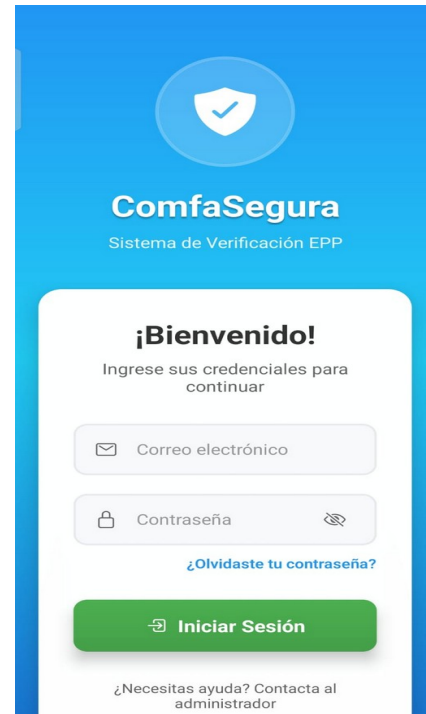 ComfaSegura
Sistema de Verificación EPP
¡Bienvenido!
Ingrese sus credenciales para
continuar
Correo electrónico
Contraseña
¿Olvidaste tu contraseña?
Iniciar Sesión
¿Necesitas ayuda? Contacta al
administrador